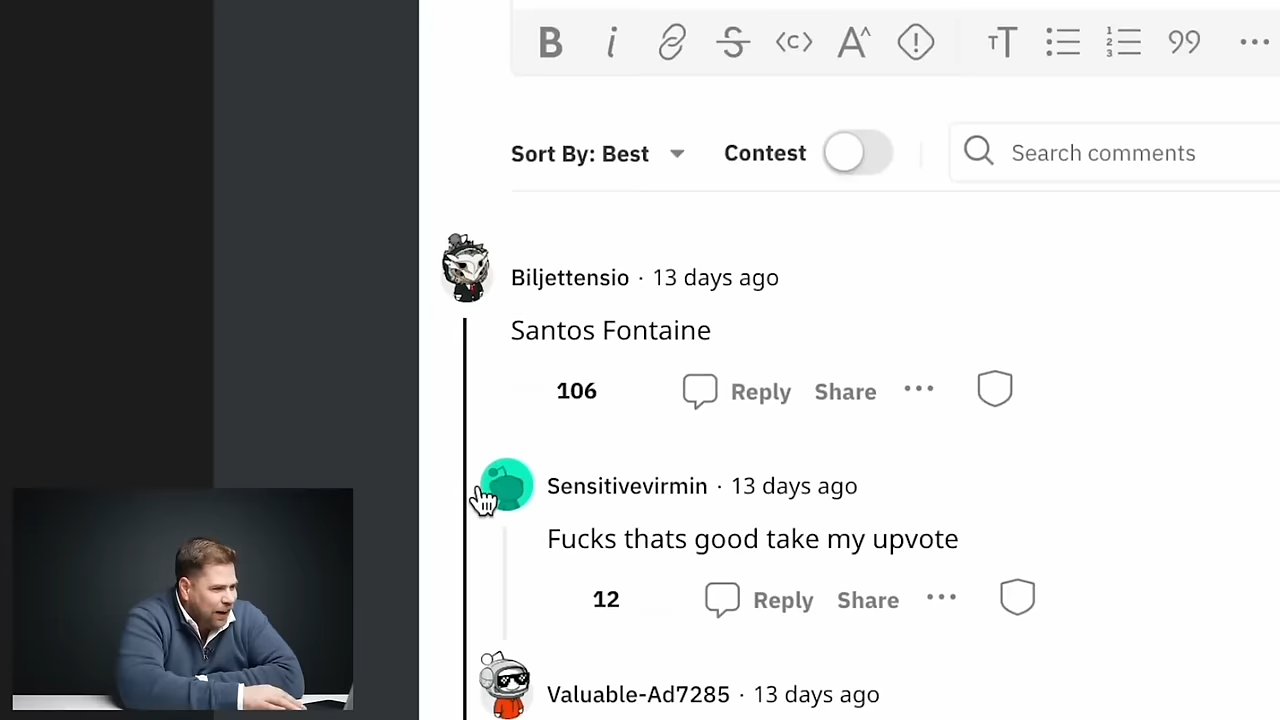 B i <c> A^ T T 99 ...
Sort By: Best Contest Search comments
Biljettensio · 13 days ago
Santos Fontaine
106 Reply Share ...
Sensitivevirmin · 13 days ago
Fucks thats good take my upvote
12 Reply Share ...
Valuable-Ad7285 · 13 days ago